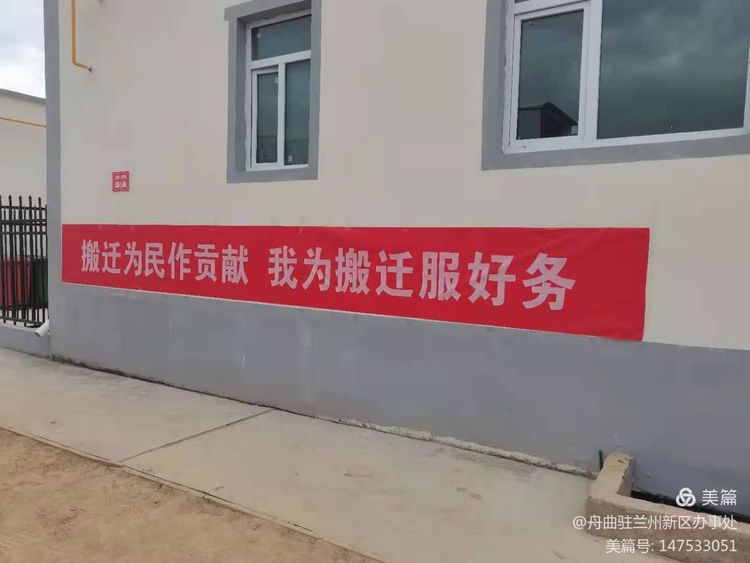 搬迁为民作贡献 我为搬迁服好务
美篇
@舟曲驻兰州新区办事处
美篇号: 147533051